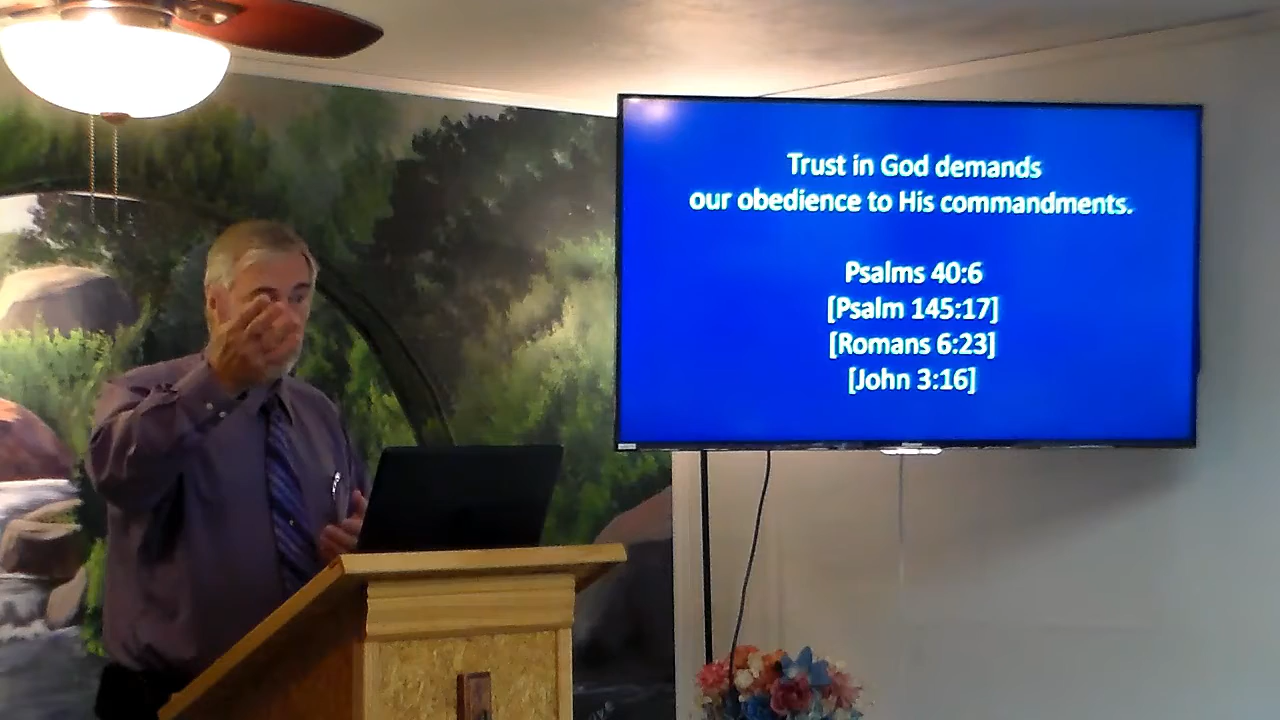 Trust in God demands
our obedience to His commandments.
Psalms 40:6
[Psalm 145:17]
[Romans 6:23]
[John 3:16]